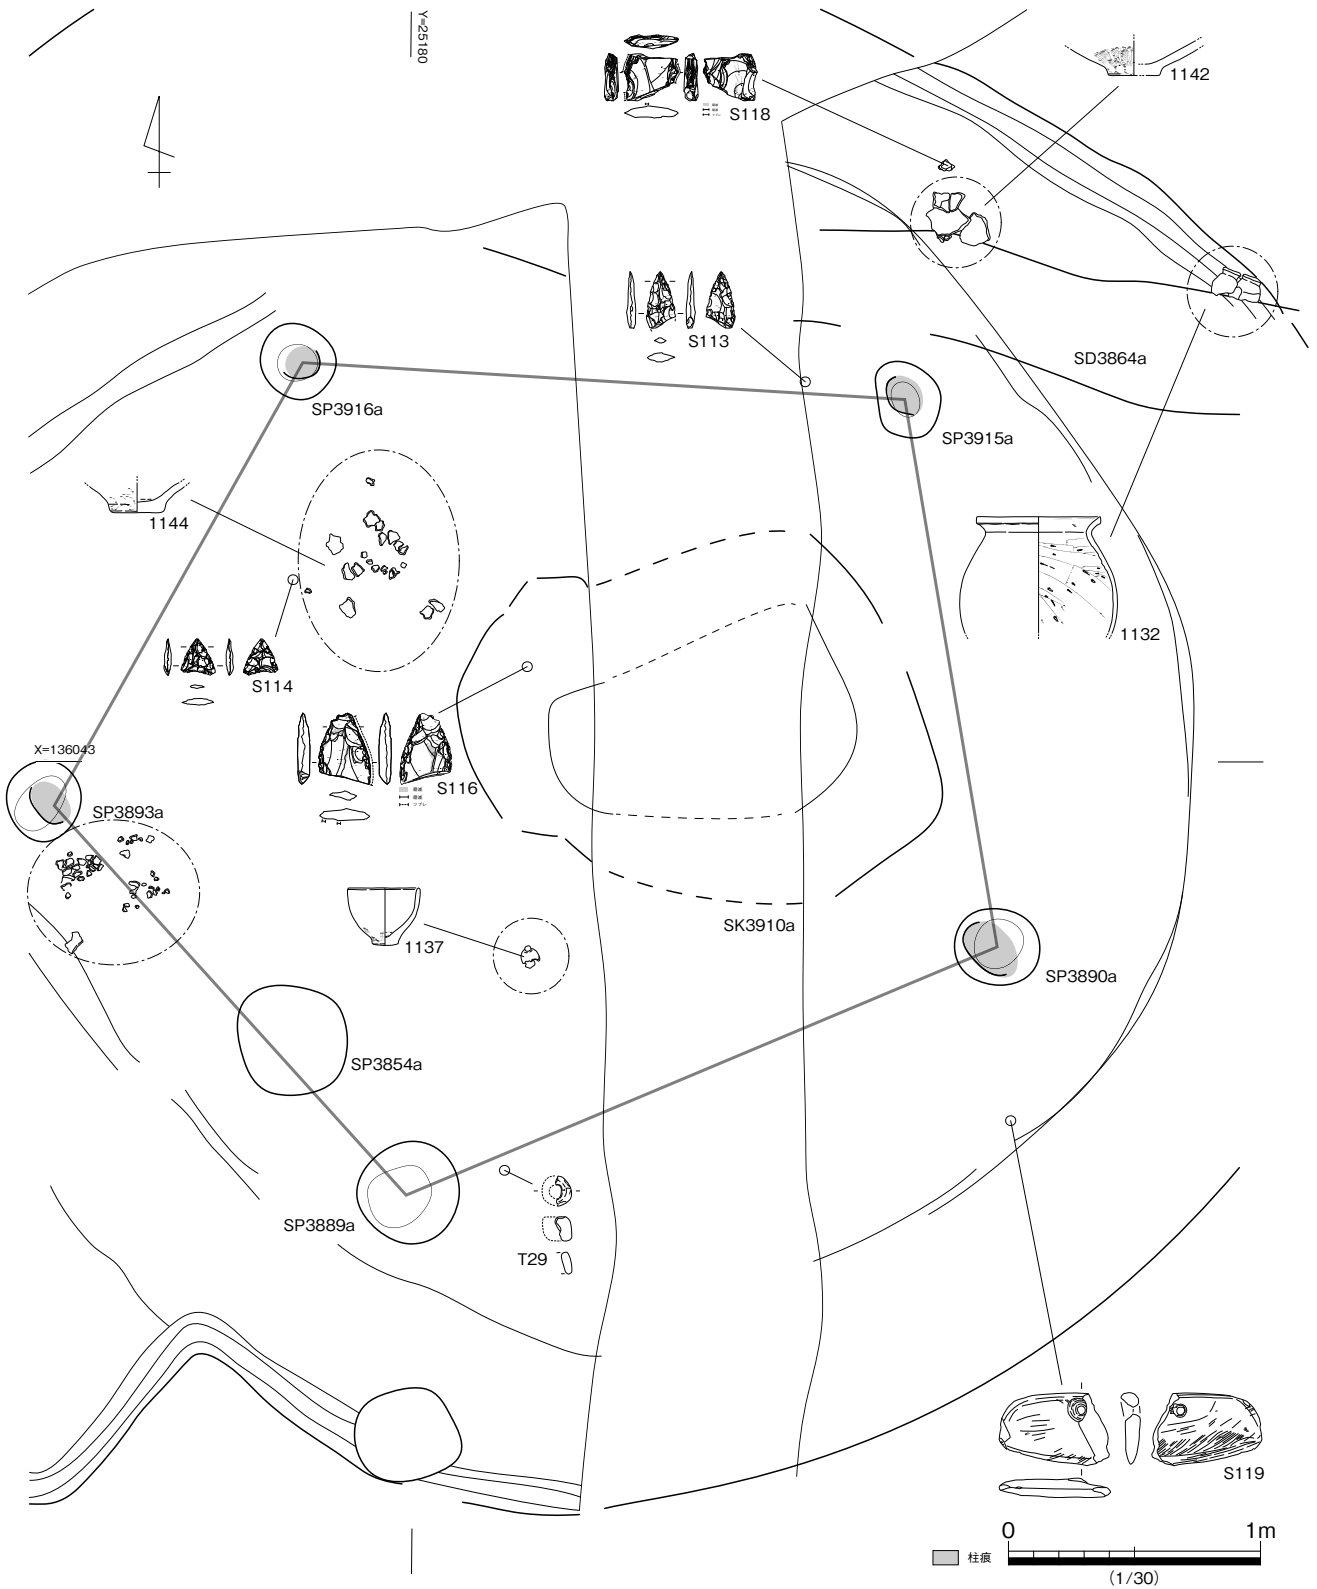 Y=25180
1142
S118
S113
SD3864a
SP3916a
SP3915a
1144
1132
S114
X=136043
S116
SP3893a
SK3910a
1137
SP3890a
SP3854a
SP3889a
T29
S119
0
1m
柱痕
(1/30)